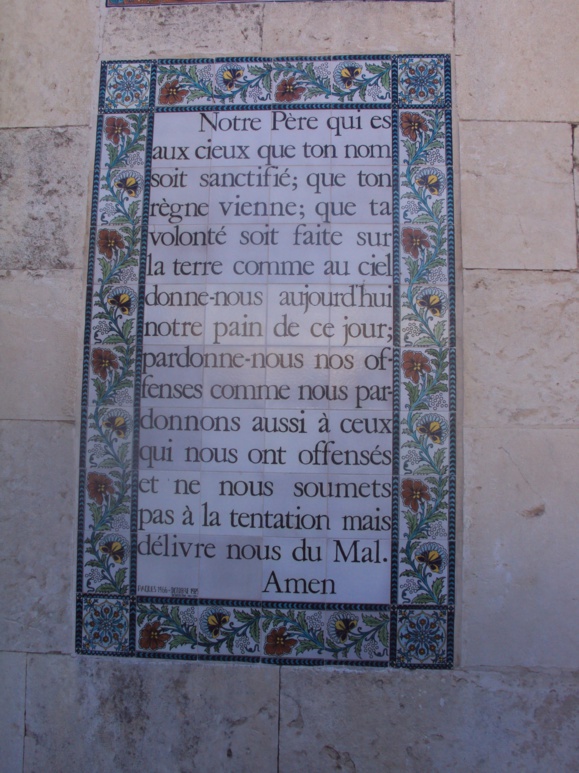 Notre Père qui es
aux cieux que ton nom
soit sanctifié; que ton
règne vienne; que ta
volonté soit faite sur
la terre comme au ciel
donne-nous aujourd'hui
notre pain de ce jour;
pardonne-nous nos of-
fenses comme nous par-
donnons aussi à ceux
qui nous ont offensés
et ne nous soumets
pas à la tentation mais
délivre nous du Mal.
Amen